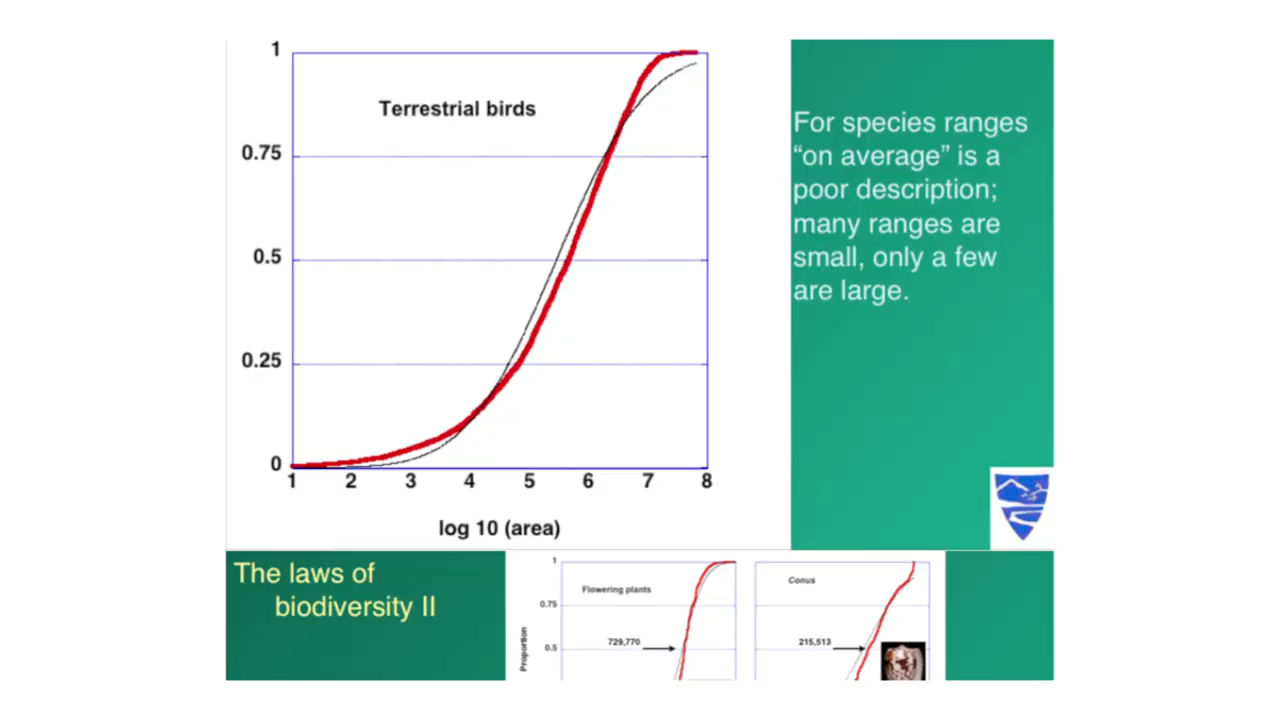 1
Terrestrial birds
0.75
0.5
0.25
0
1 2 3 4 5 6 7 8
log 10 (area)
For species ranges
“on average” is a
poor description;
many ranges are
small, only a few
are large.
The laws of
biodiversity II
1
Flowering plants
0.75
729,770
0.5
Proportion
Conus
215,513